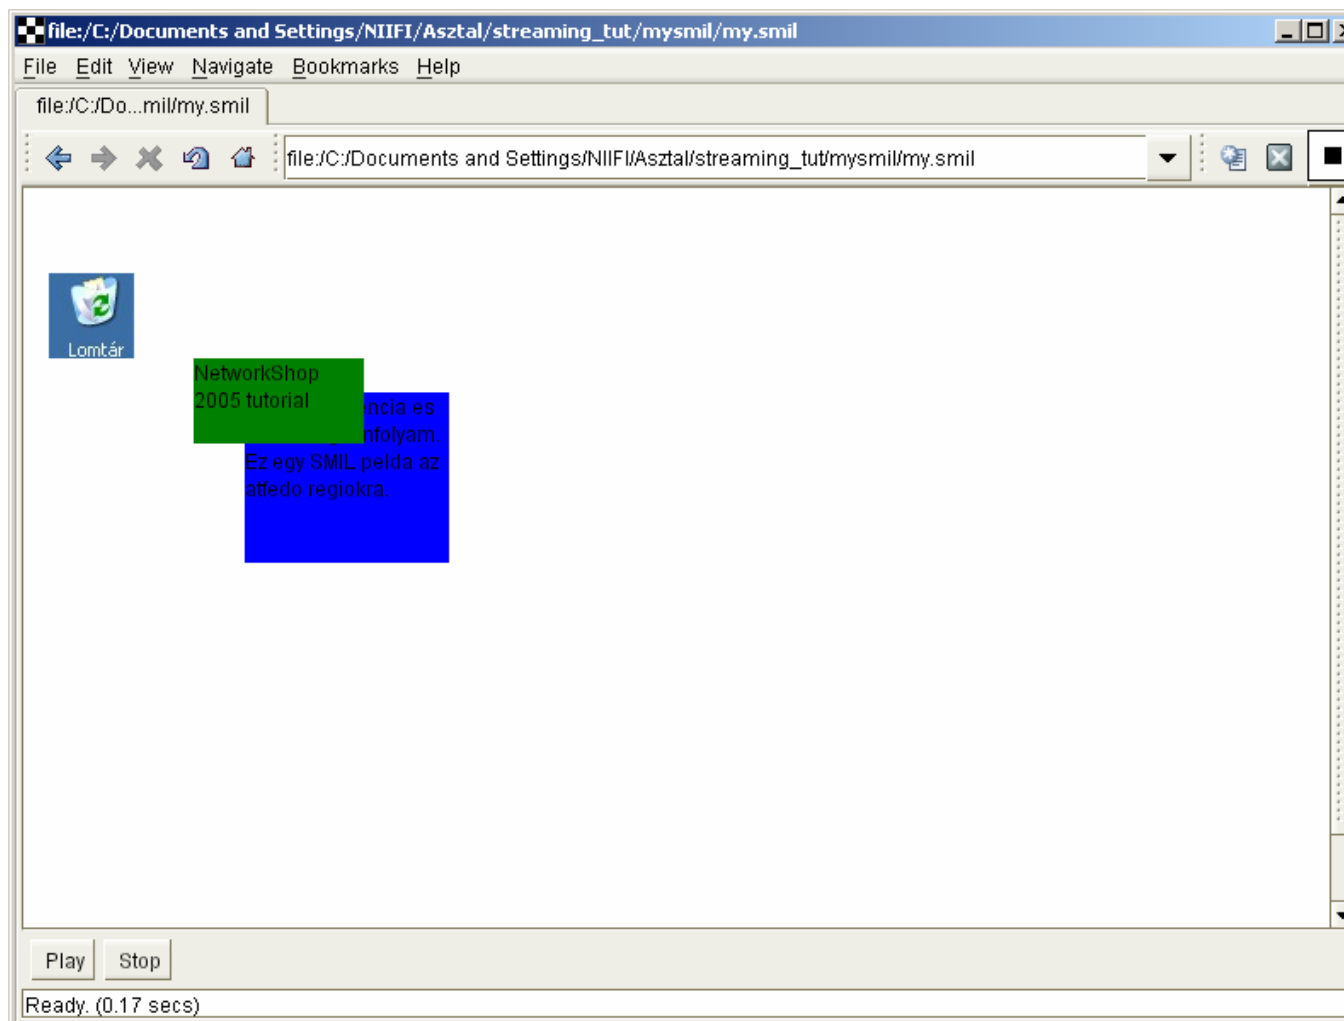 file:/C:/Documents and Settings/NIIFI/Asztal/streaming_tut/mysmil/my.smil
File Edit View Navigate Bookmarks Help
file:/C:/Do...mil/my.smil
file:/C:/Documents and Settings/NIIFI/Asztal/streaming_tut/mysmil/my.smil
Lomtár
NetworkShop
2005 tutorial
es
Ez egy SMIL pelda az
atfedo regiokra.
Play Stop
Ready. (0.17 secs)